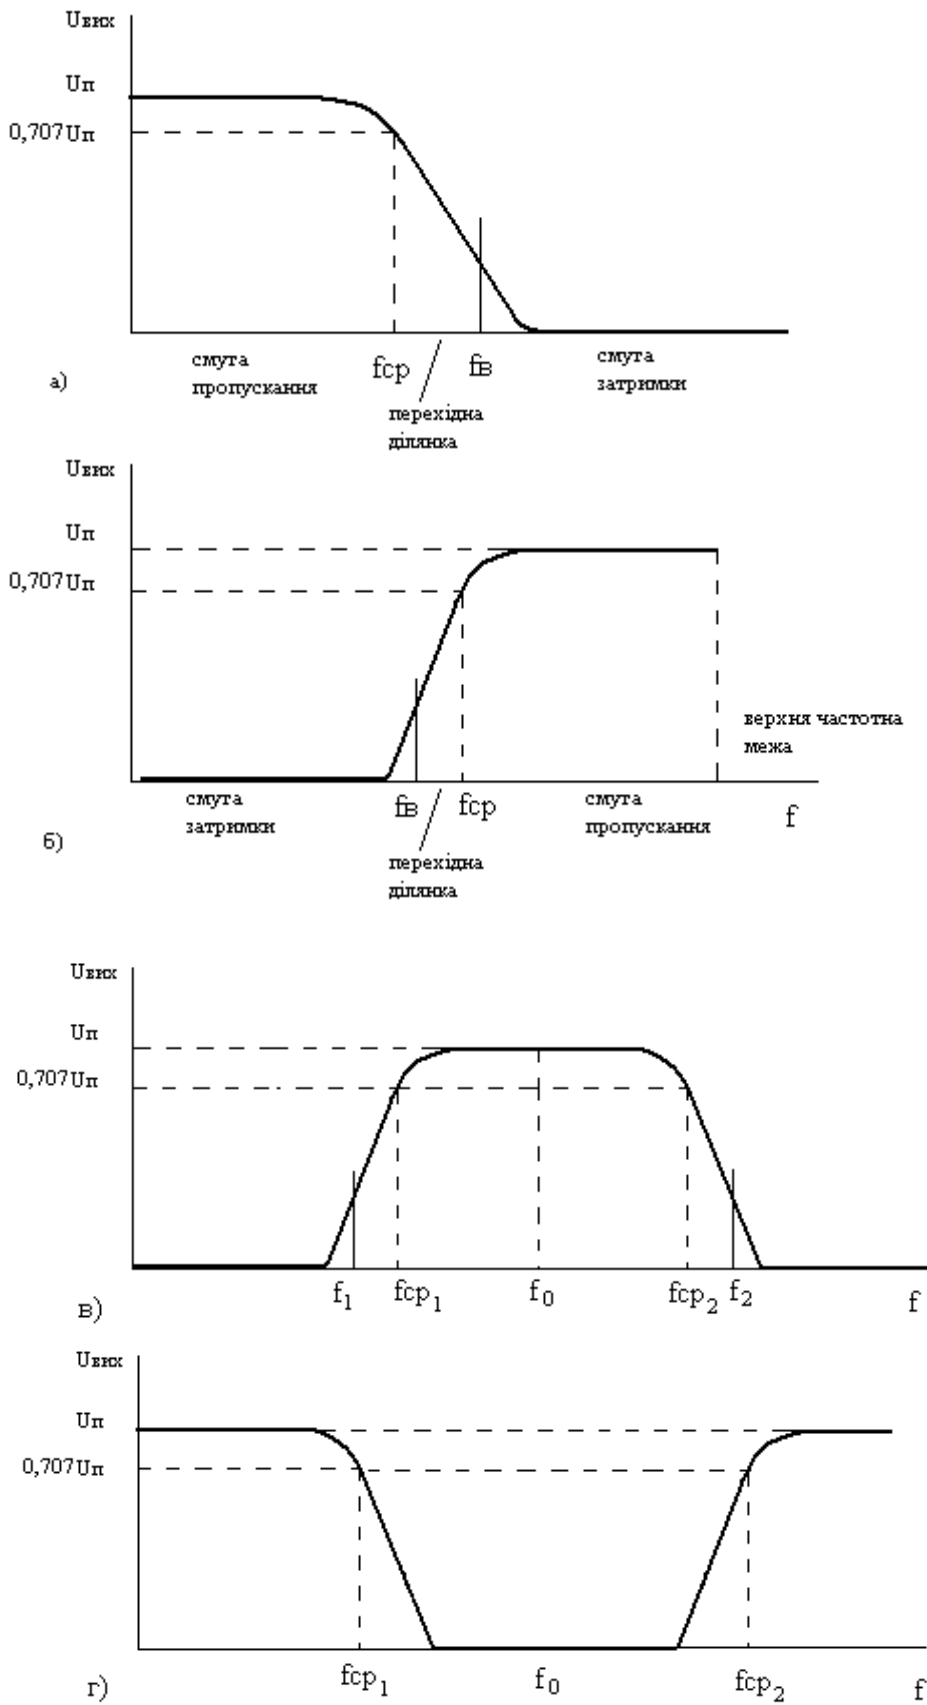 Uвих
Uп
0,707Uп
fср
fв
смута
пропускання
смута
затримки
перехідна
ділянка
а)
Uвих
Uп
0,707Uп
верхня частотна
межа
смута
затримки
fв
fср
смута
пропускання
f
перехідна
ділянка
б)
Uвих
Uп
0,707Uп
f1
fср1
f0
fср2
f2
f
в)
Uвих
Uп
0,707Uп
fср1
f0
fср2
f
г)